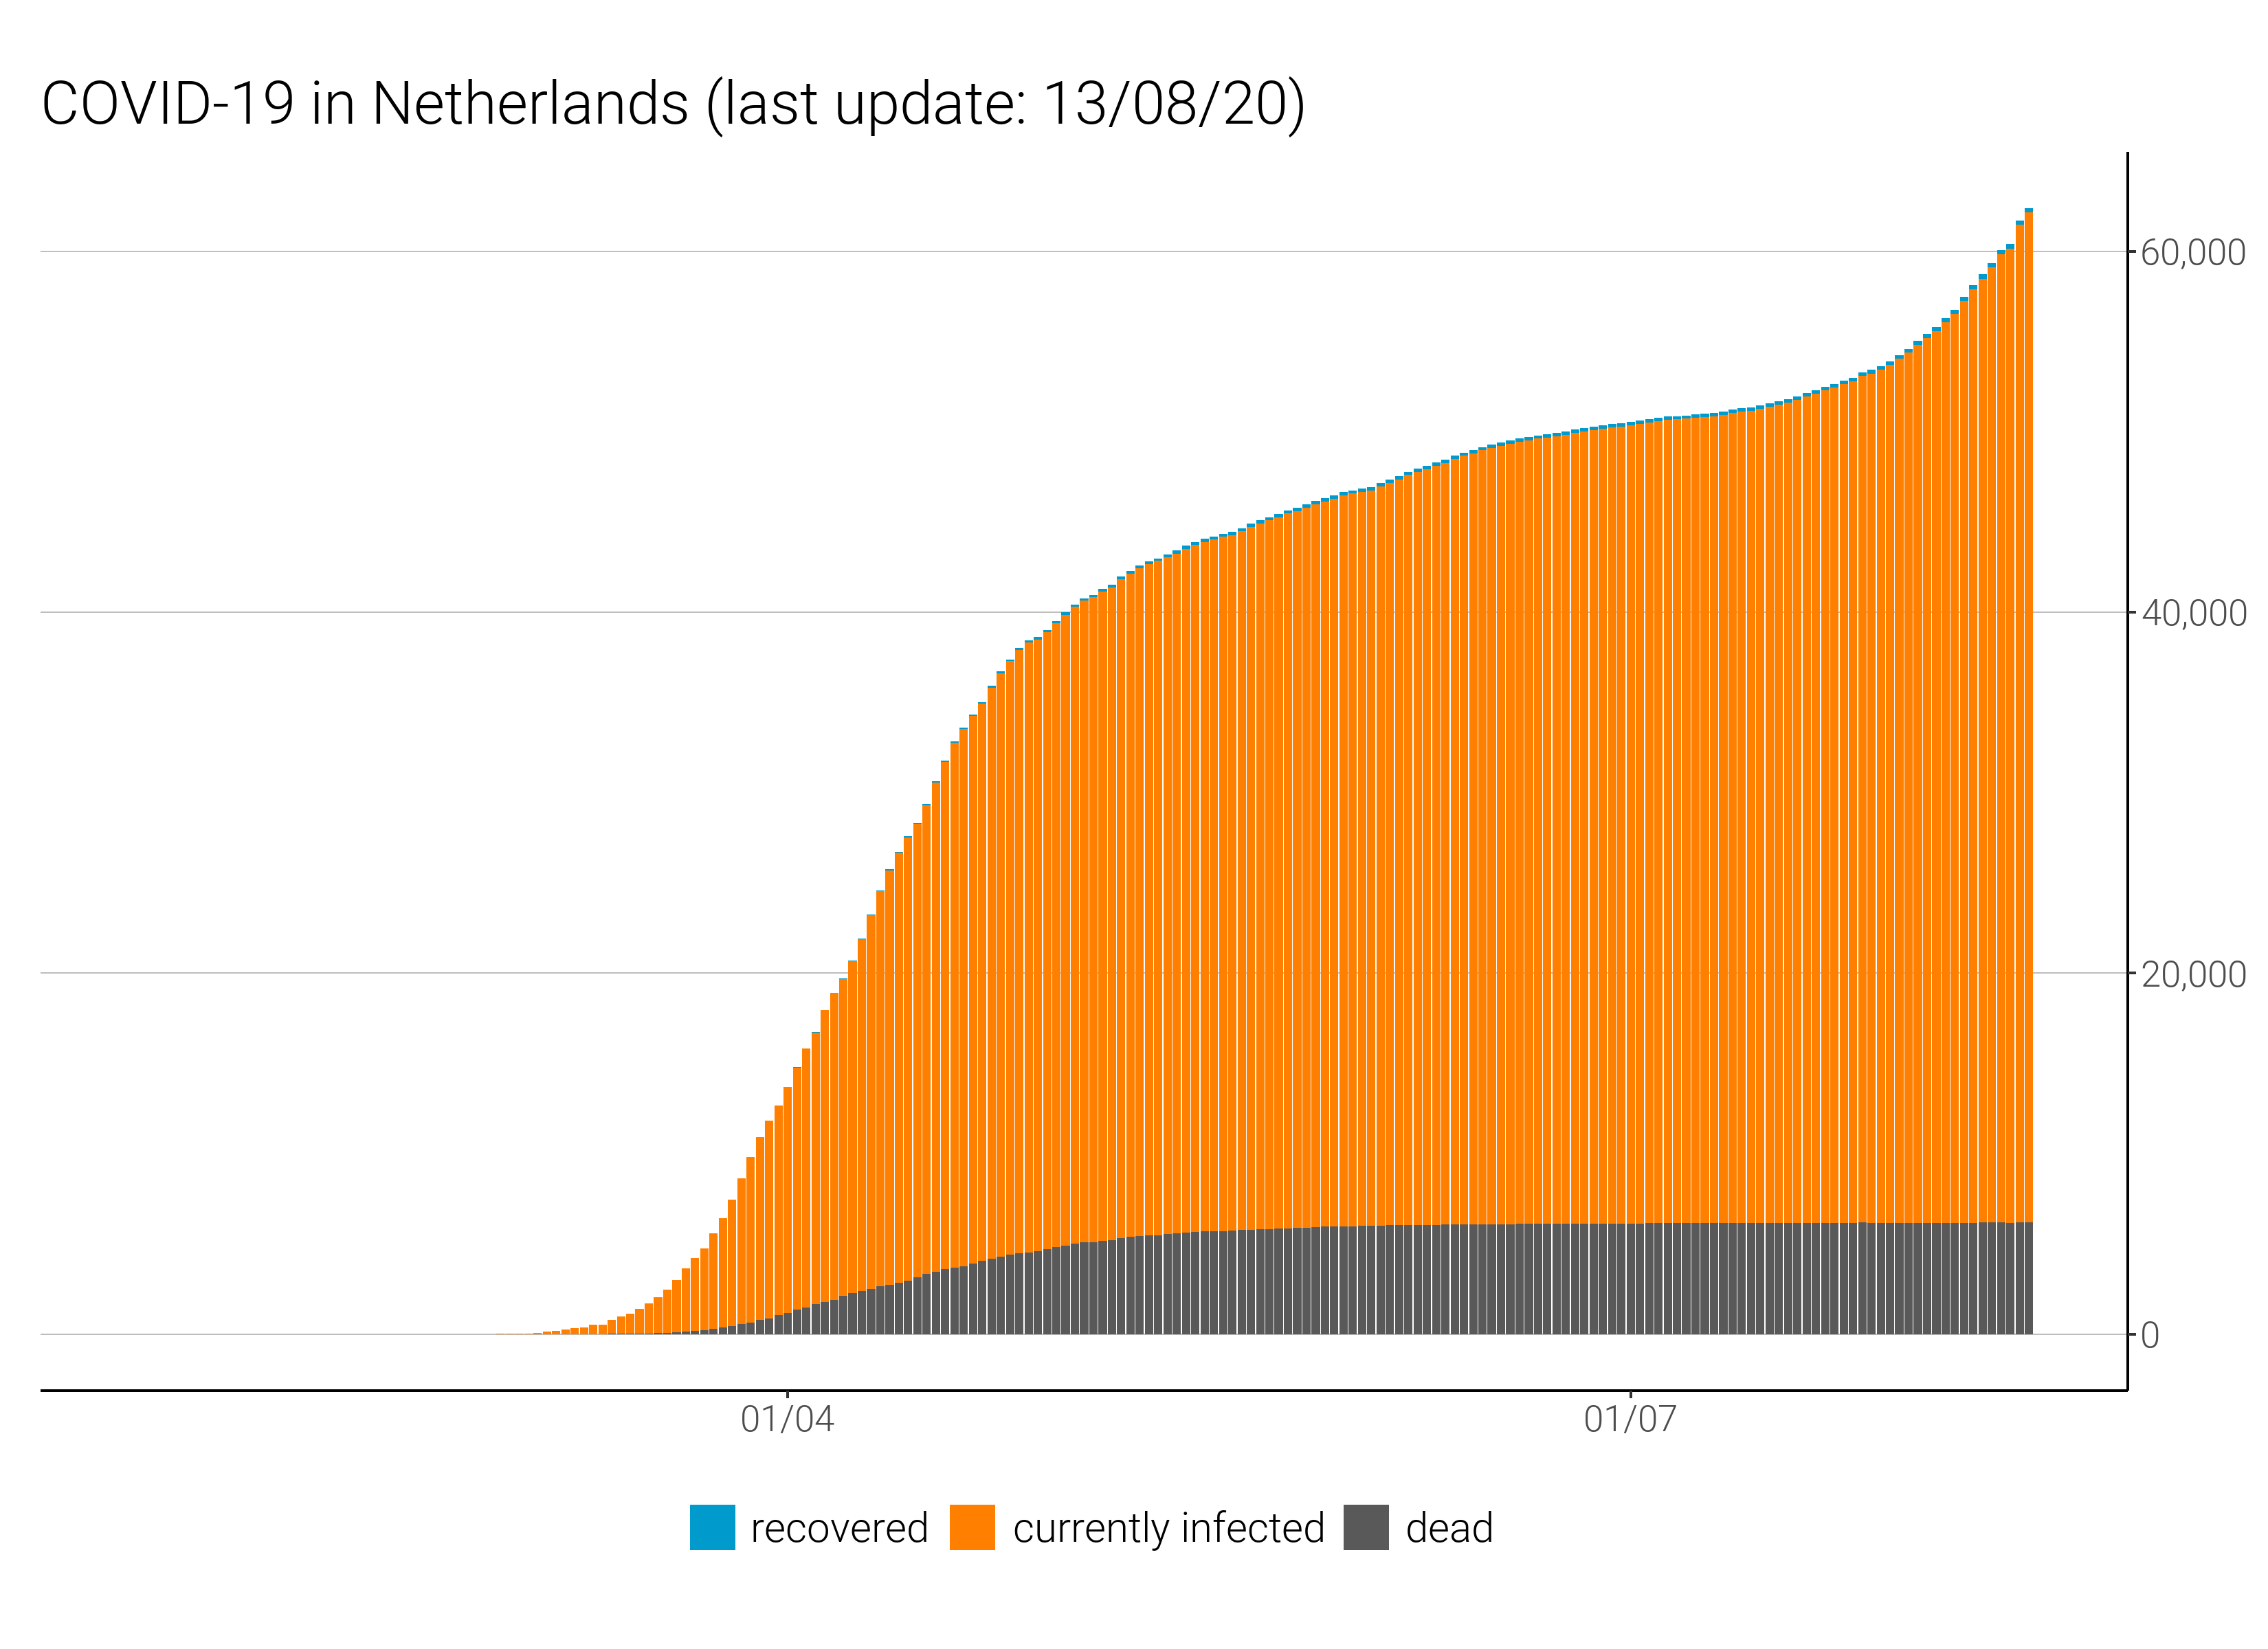 COVID-19 in Netherlands (last update: 13/08/20)
60,000
40,000
20,000
0
01/04 01/07
recovered currently infected dead